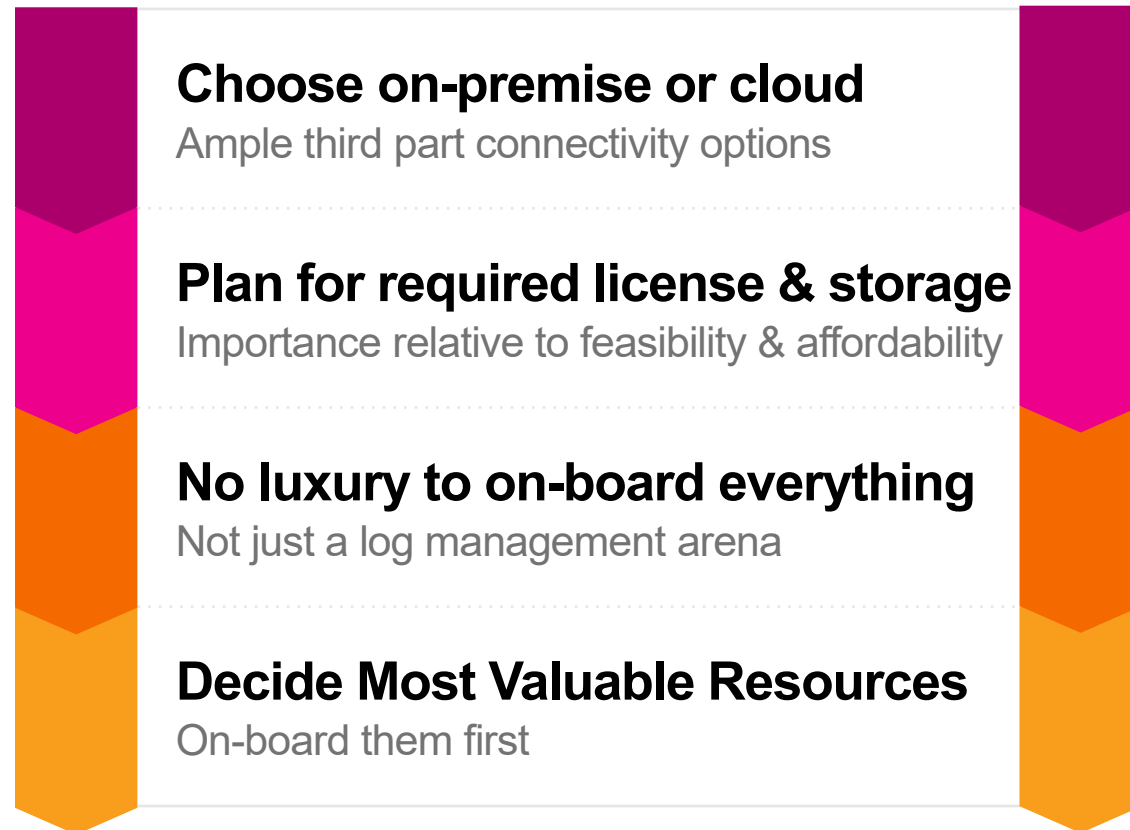 Choose on-premise or cloud
Ample third part connectivity options
Plan for required license & storage
Importance relative to feasibility & affordability
No luxury to on-board everything
Not just a log management arena
Decide Most Valuable Resources
On-board them first